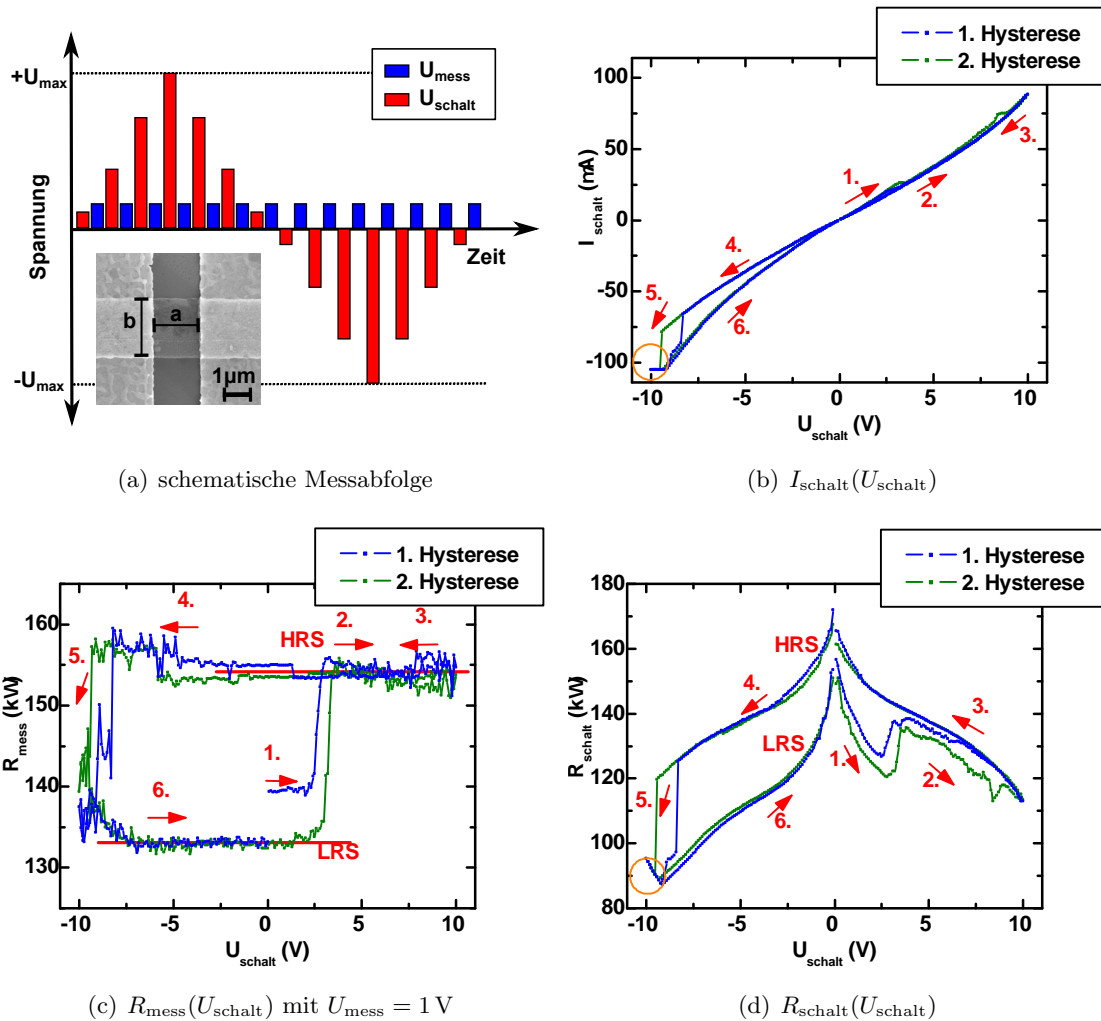 +U_max
Spannung
-U_max
U_mess
U_schalt
Zeit
b
a
1µm
(a) schematische Messabfolge
1. Hysterese
2. Hysterese
I_schalt (mA)
100
50
0
-50
-100
1.
2.
3.
4.
5.
6.
-10 -5 0 5 10
U_schalt (V)
(b) I_schalt(U_schalt)
1. Hysterese
2. Hysterese
R_mess (kW)
160
150
140
130
1.
2.
3.
4.
5.
6.
HRS
LRS
-10 -5 0 5 10
U_schalt (V)
(c) R_mess(U_schalt) mit U_mess = 1 V
1. Hysterese
2. Hysterese
R_schalt (kW)
180
160
140
120
100
80
HRS
LRS
1.
2.
3.
4.
5.
6.
-10 -5 0 5 10
U_schalt (V)
(d) R_schalt(U_schalt)